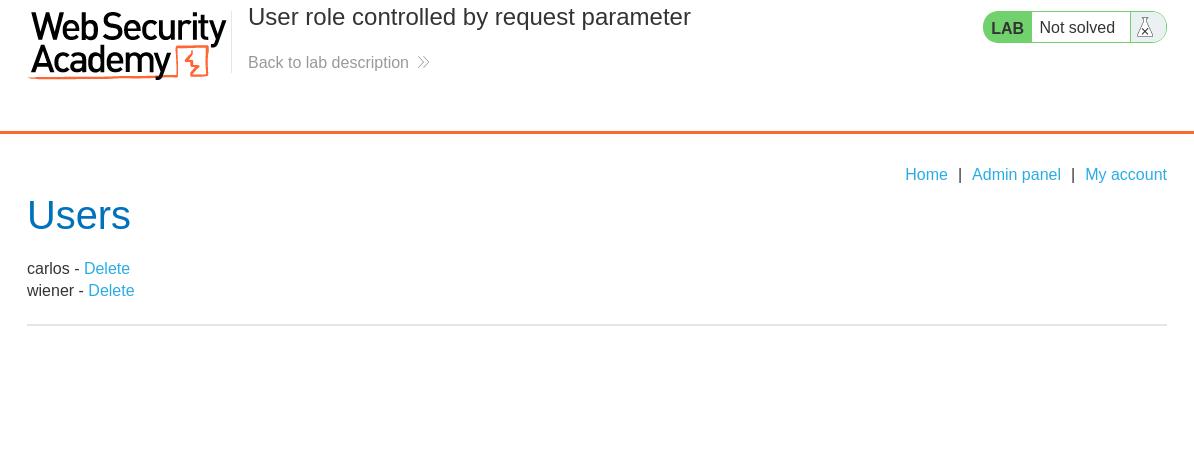 Web Security
Academy
User role controlled by request parameter
Back to lab description
LAB Not solved
Home | Admin panel | My account
Users
carlos - Delete
wiener - Delete